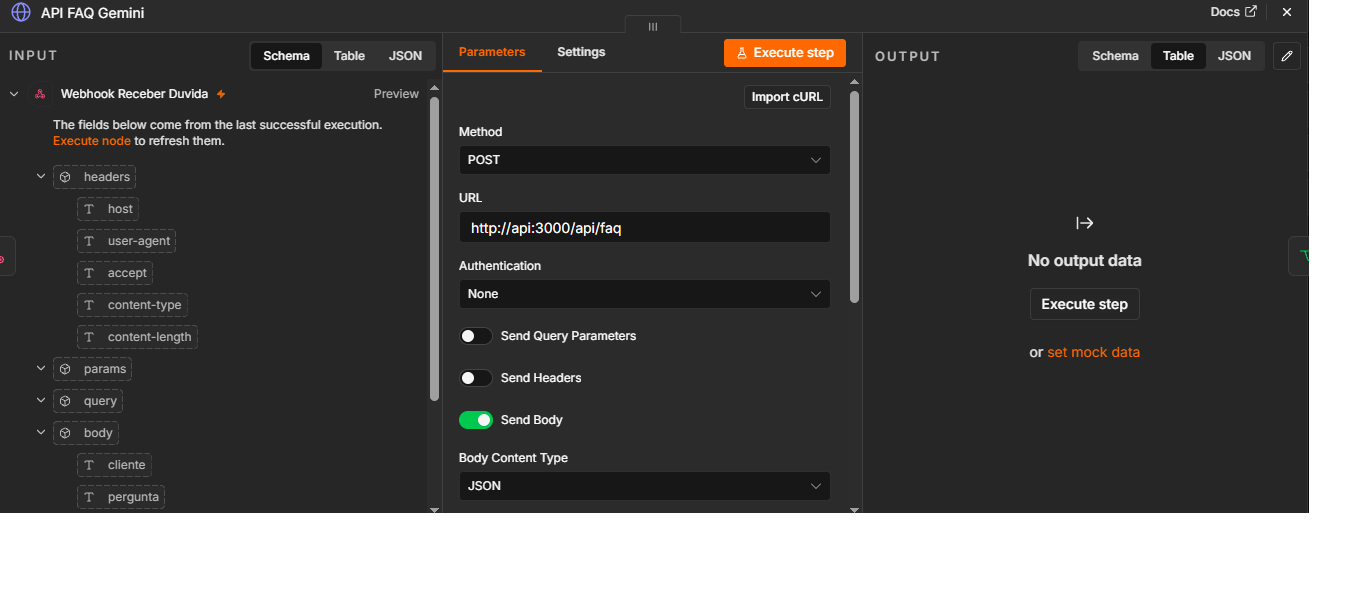 API FAQ Gemini
Docs
INPUT
Schema
Table
JSON
Webhook Receber Duvida
Preview
The fields below come from the last successful execution.
Execute node to refresh them.
headers
host
user-agent
accept
content-type
content-length
params
query
body
cliente
pergunta
Parameters
Settings
Execute step
Import cURL
Method
POST
URL
http://api:3000/api/faq
Authentication
None
Send Query Parameters
Send Headers
Send Body
Body Content Type
JSON
OUTPUT
Schema
Table
JSON
No output data
Execute step
or set mock data